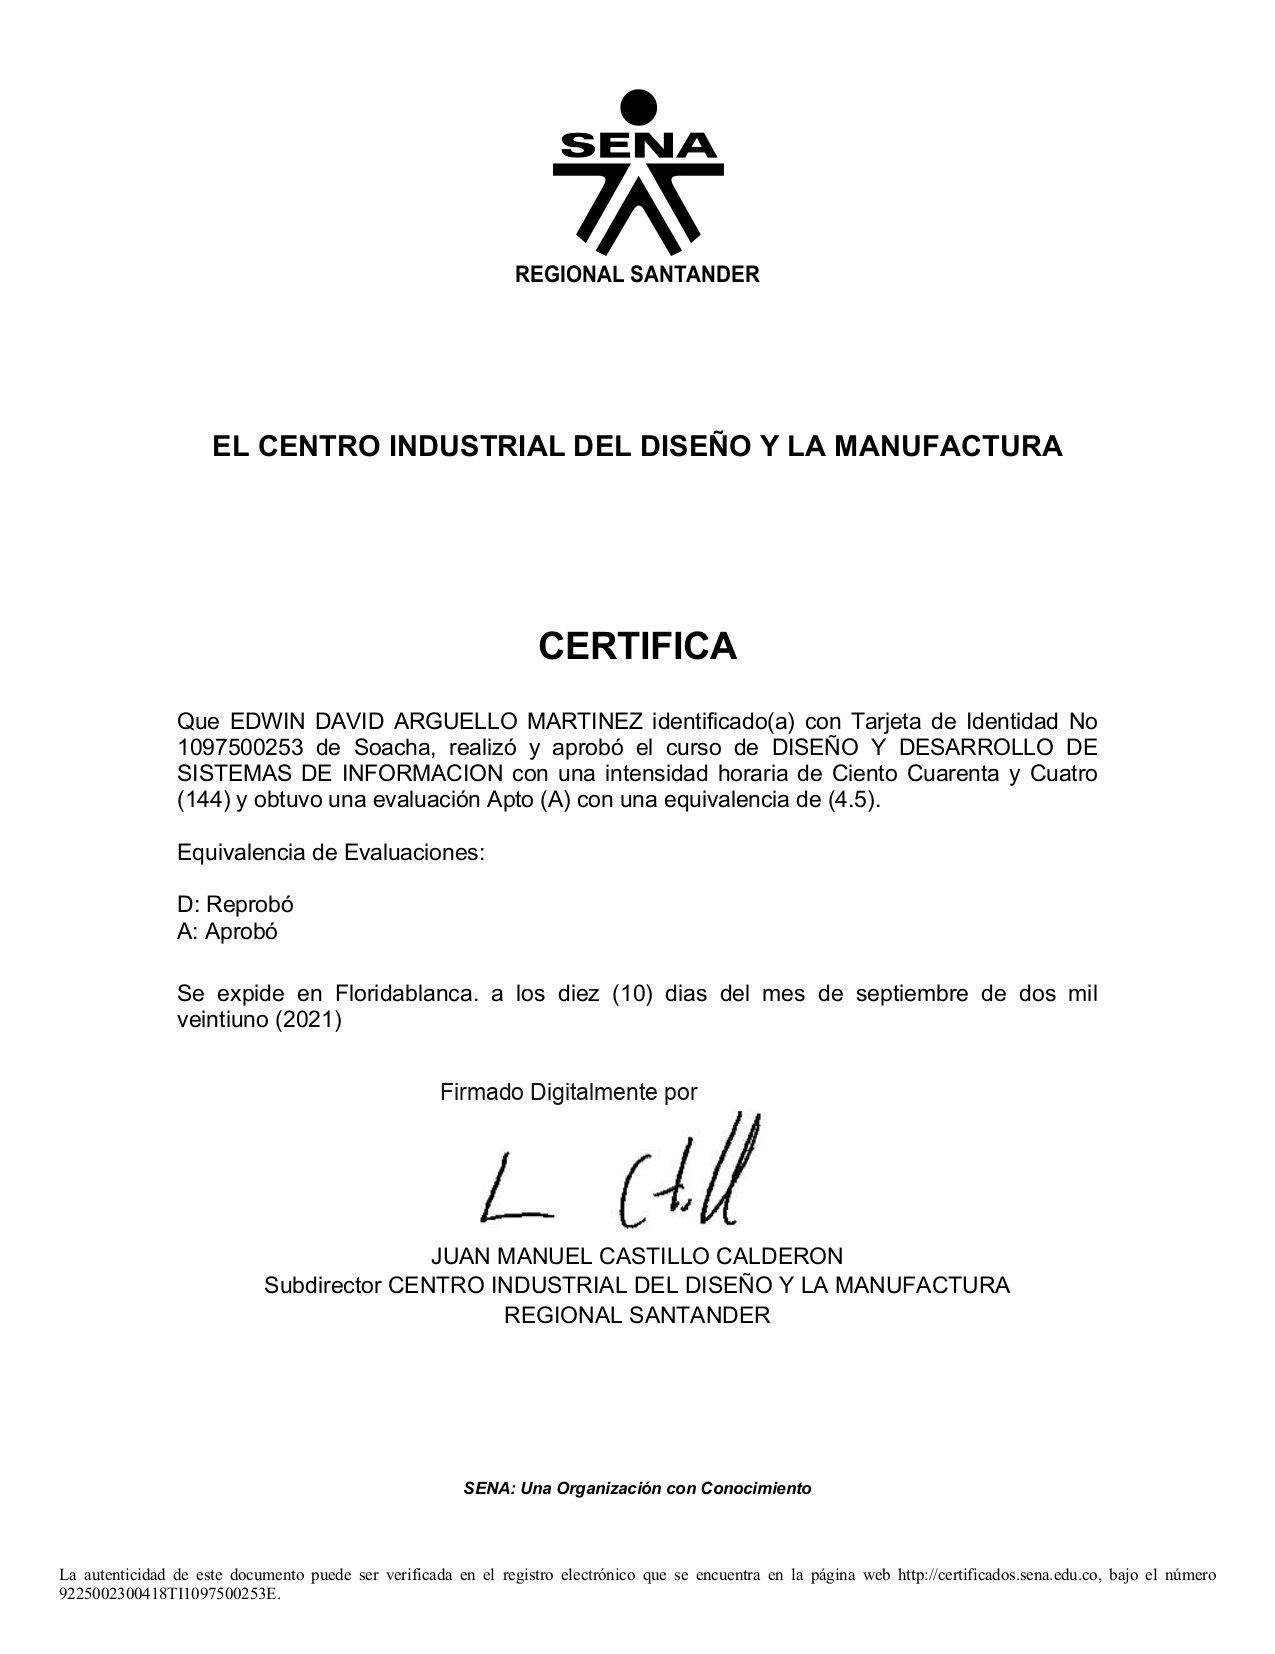 SENA
REGIONAL SANTANDER
EL CENTRO INDUSTRIAL DEL DISEÑO Y LA MANUFACTURA
CERTIFICA
Que EDWIN DAVID ARGUELLO MARTINEZ identificado(a) con Tarjeta de Identidad No
1097500253 de Soacha, realizó y aprobó el curso de DISEÑO Y DESARROLLO DE
SISTEMAS DE INFORMACION con una intensidad horaria de Ciento Cuarenta y Cuatro
(144) y obtuvo una evaluación Apto (A) con una equivalencia de (4.5).
Equivalencia de Evaluaciones:
D: Reprobó
A: Aprobó
Se expide en Floridablanca. a los diez (10) dias del mes de septiembre de dos mil
veintiuno (2021)
Firmado Digitalmente por
JUAN MANUEL CASTILLO CALDERON
Subdirector CENTRO INDUSTRIAL DEL DISEÑO Y LA MANUFACTURA
REGIONAL SANTANDER
SENA: Una Organización con Conocimiento
La autenticidad de este documento puede ser verificada en el registro electrónico que se encuentra en la página web http://certificados.sena.edu.co, bajo el número
9225002300418TI1097500253E.